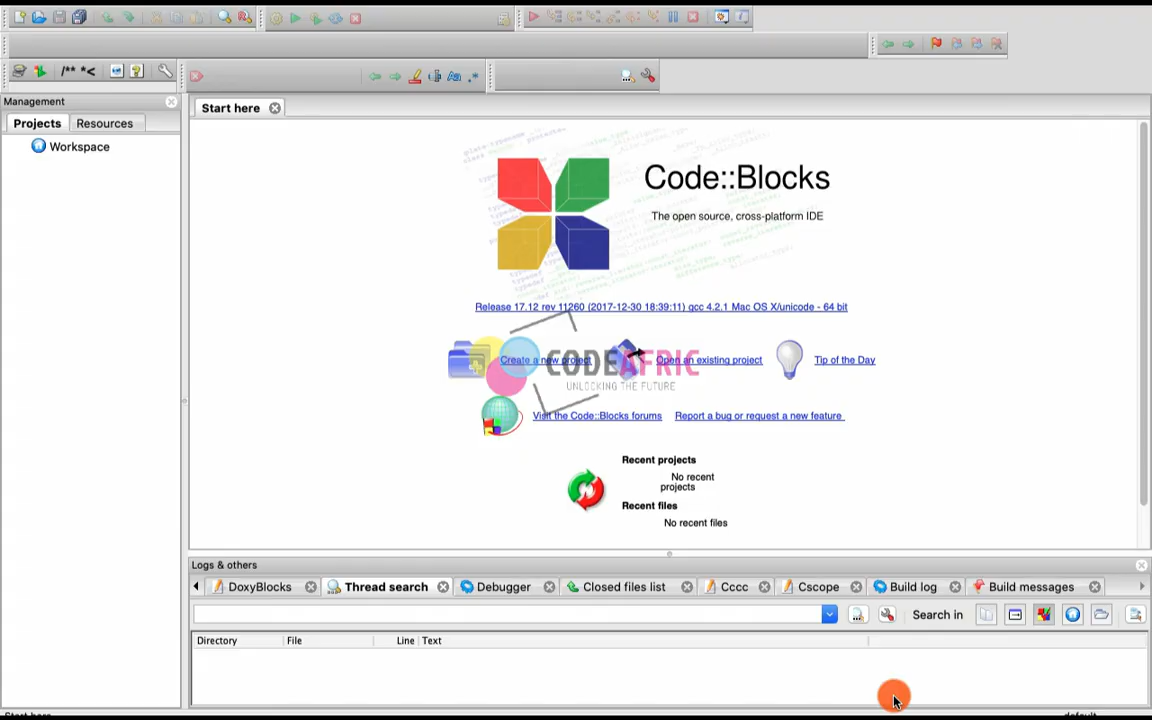 /** *<
Management
Projects
Resources
Workspace
Start here
Code::Blocks
The open source, cross-platform IDE
Release 17.12 rev 11260 (2017-12-30 18:39:11) gcc 4.2.1 Mac OS X/unicode - 64 bit
Create a new project
Open an existing project
Tip of the Day
CODEAFRIC
UNLOCKING THE FUTURE
Visit the Code::Blocks forums
Report a bug or request a new feature
Recent projects
No recent
projects
Recent files
No recent files
Logs & others
DoxyBlocks
Thread search
Debugger
Closed files list
Cccc
Cscope
Build log
Build messages
Search in
Directory
File
Line
Text
Start here
default